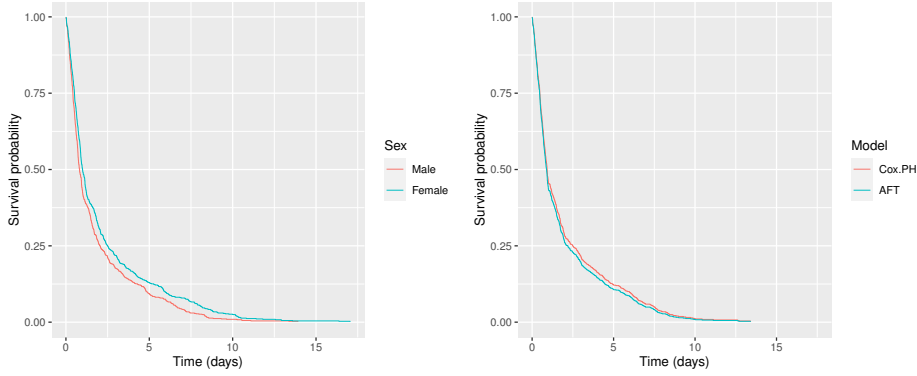 1.00
0.75
0.50
0.25
0.00
Survival probability
0
5
10
15
Time (days)
Sex
Male
Female
1.00
0.75
0.50
0.25
0.00
Survival probability
0
5
10
15
Time (days)
Model
Cox.PH
AFT